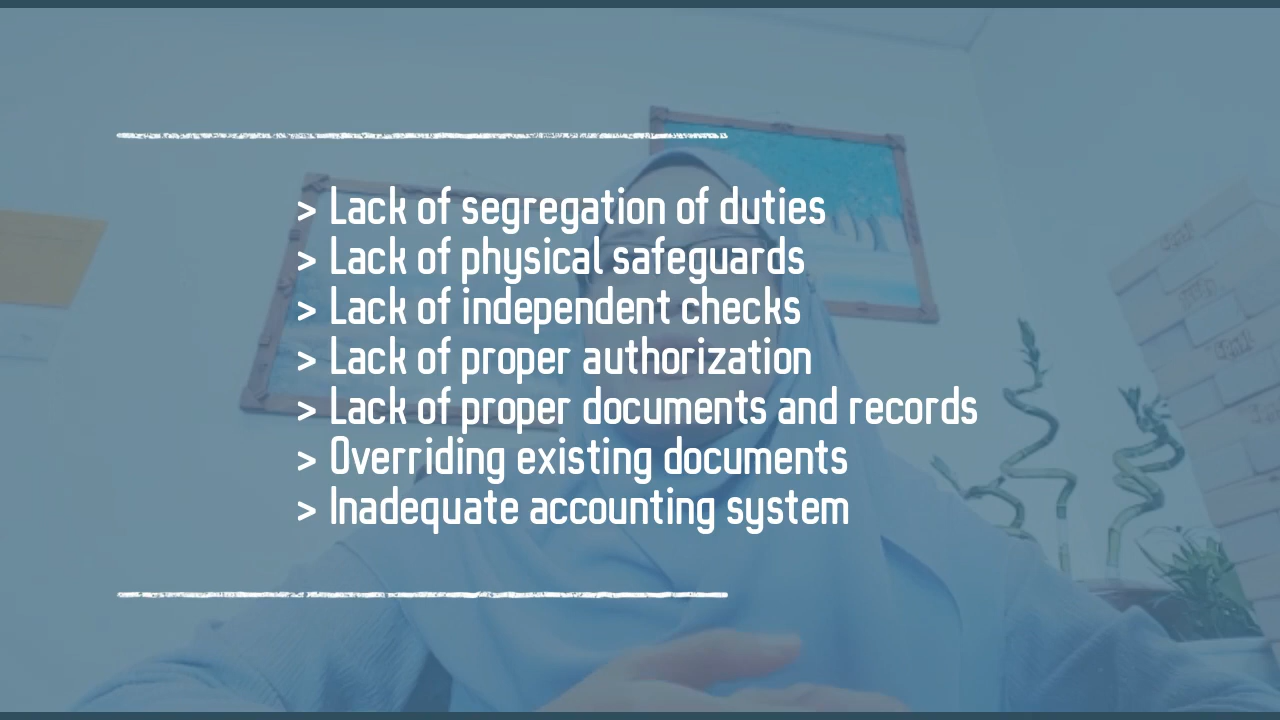 > Lack of segregation of duties
> Lack of physical safeguards
> Lack of independent checks
> Lack of proper authorization
> Lack of proper documents and records
> Overriding existing documents
> Inadequate accounting system